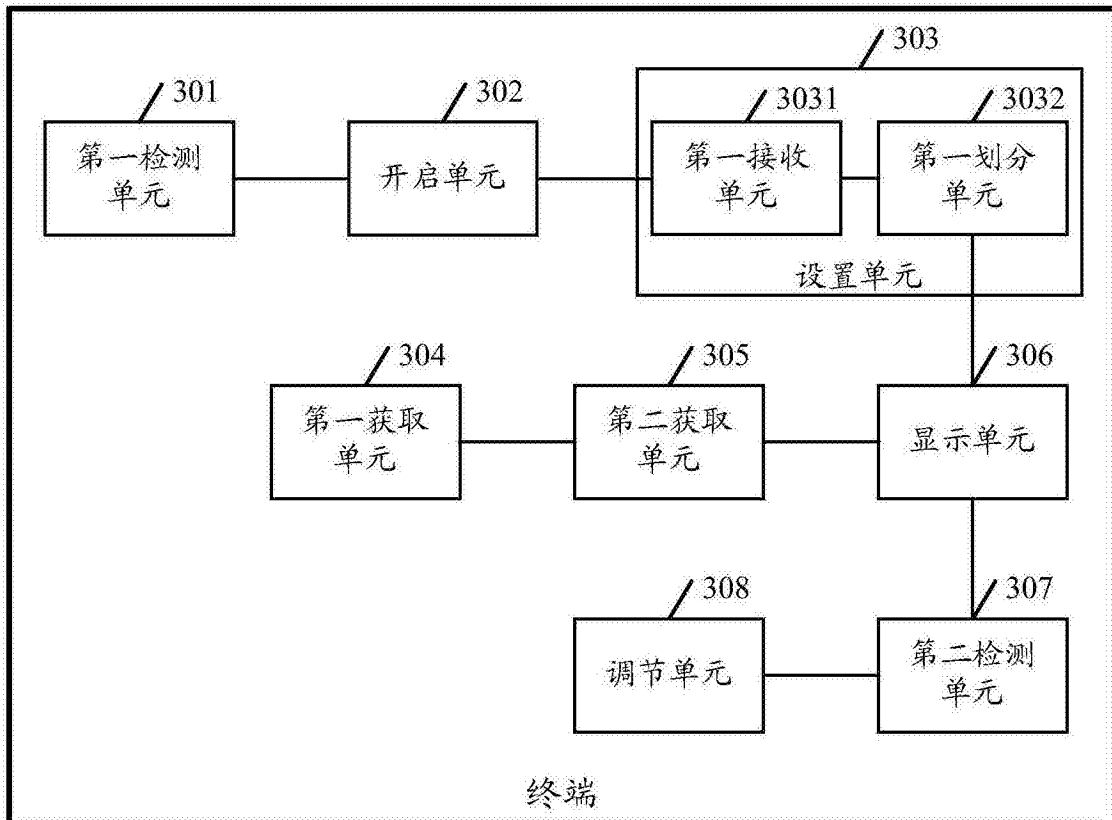 303
301
302
3031
3032
第一检测
单元
开启单元
第一接收
单元
第一划分
单元
设置单元
304
305
306
第一获取
单元
第二获取
单元
显示单元
308
307
调节单元
第二检测
单元
终端